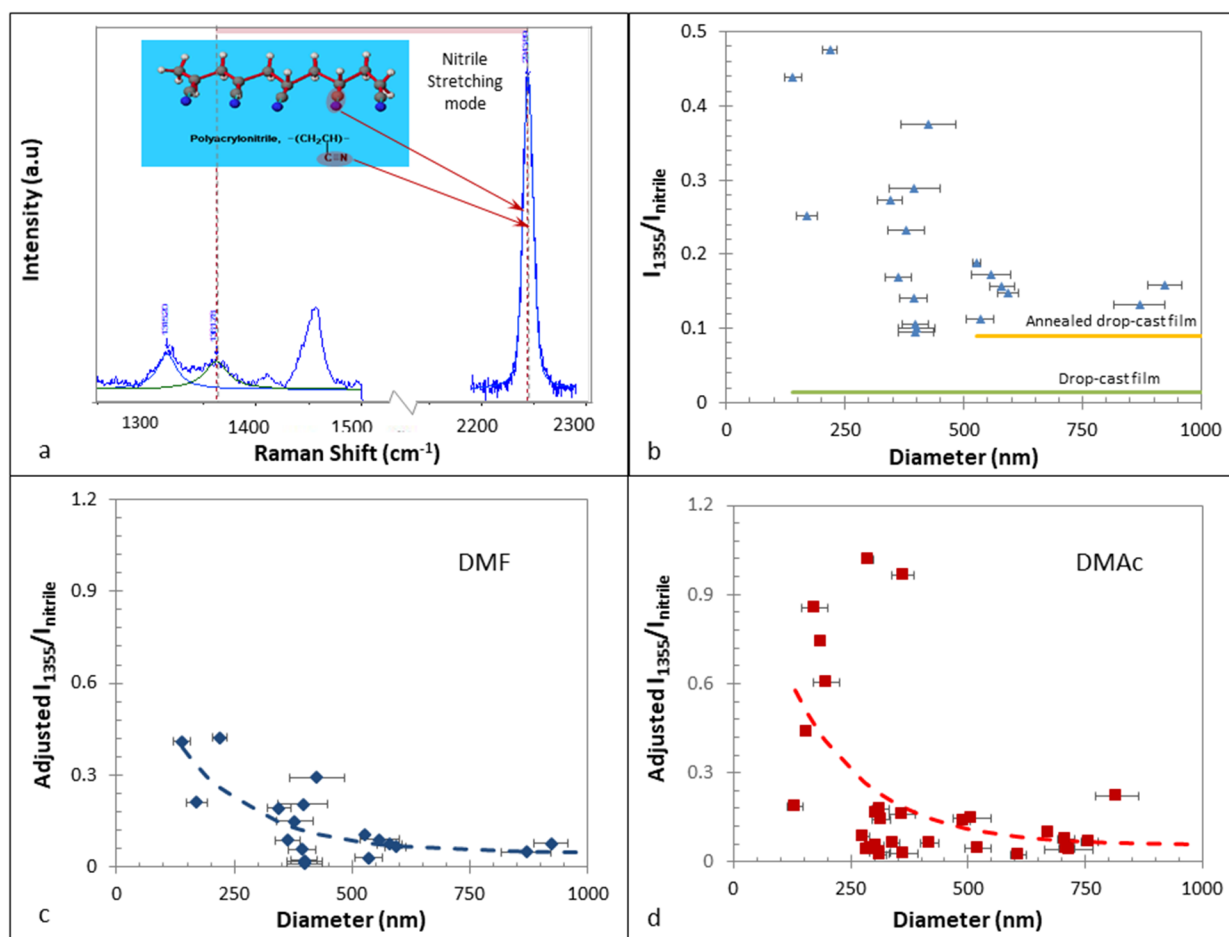 Nitrile
Stretching
mode
Polyacrylonitrile, –(CH2CH)–
C≡N
Intensity (a.u)
1300
1400
2200
2300
Raman Shift (cm-1)
a
I1355/Initrile
0.5
0.4
0.3
0.2
0.1
0
Annealed drop-cast film
Drop-cast film
0
250
500
750
1000
Diameter (nm)
b
Adjusted I1355/Initrile
1.2
0.9
0.6
0.3
0
DMF
0
250
500
750
1000
Diameter (nm)
c
Adjusted I1355/Initrile
1.2
0.9
0.6
0.3
0
DMAc
0
250
500
750
1000
Diameter (nm)
d